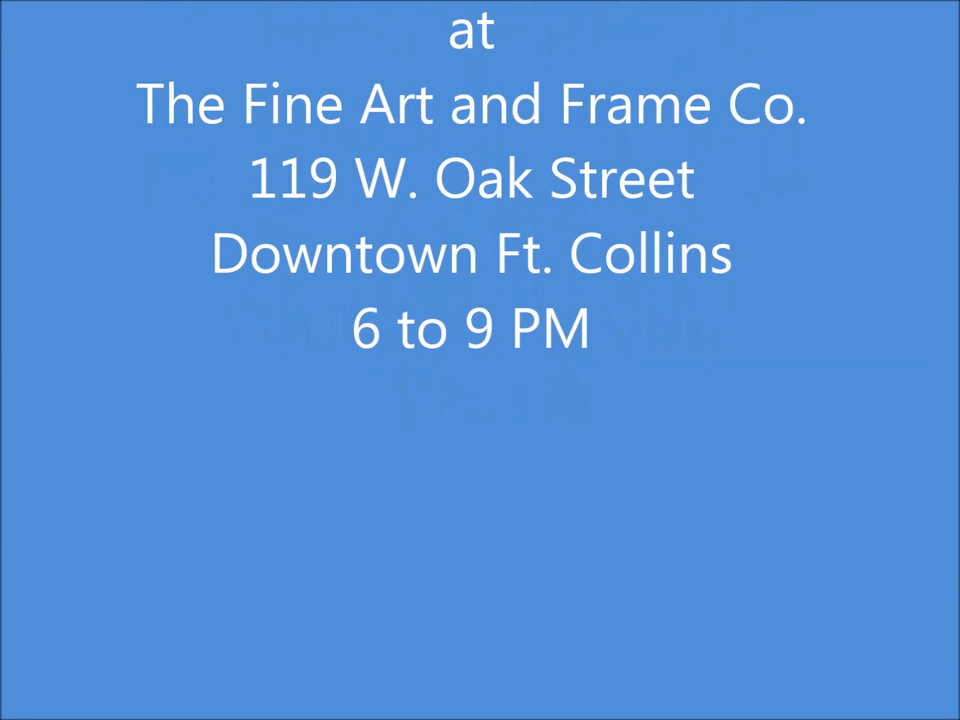 at
The Fine Art and Frame Co.
119 W. Oak Street
Downtown Ft. Collins
6 to 9 PM